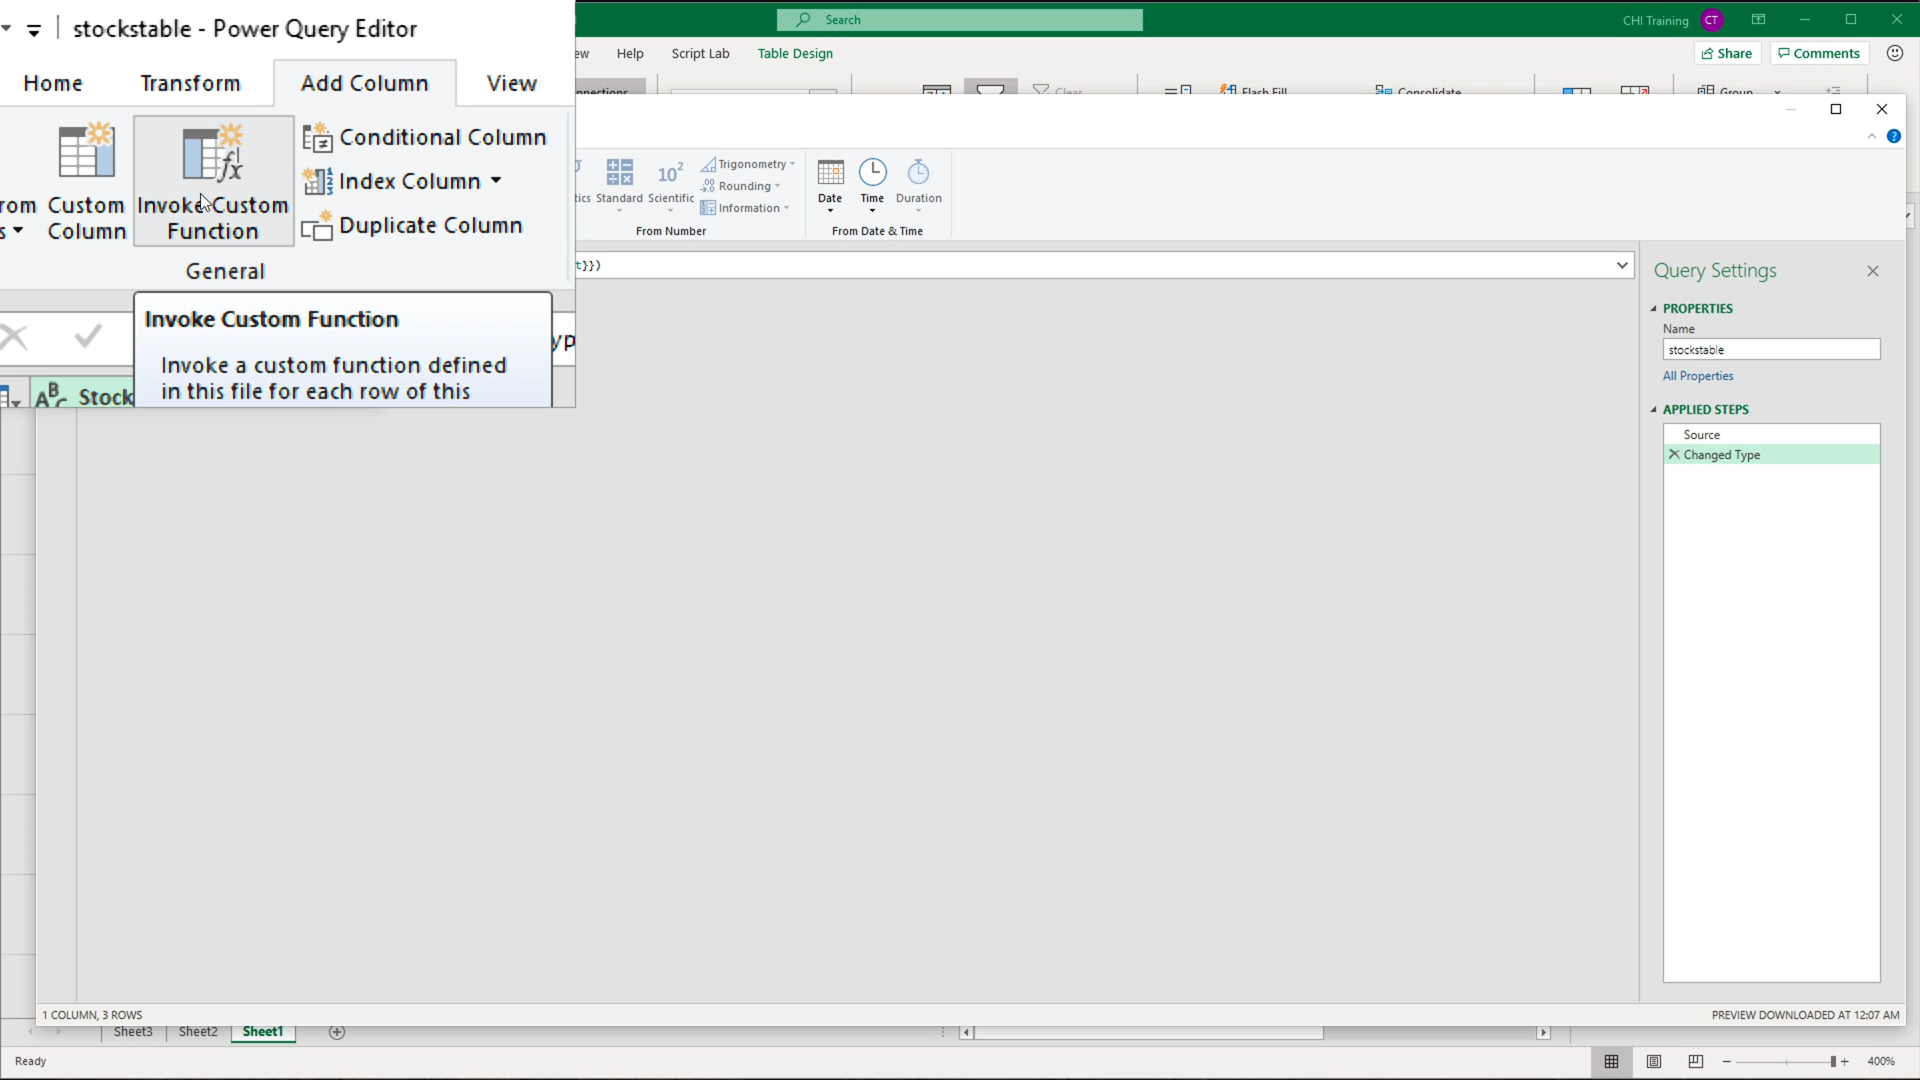 stockstable - Power Query Editor
Search
CHI Training
CT
Help
Script Lab
Table Design
Share
Comments
Home
Transform
Add Column
View
Flash Fill
Consolidate
Clear
Group
Custom
Column
Invoke Custom
Function
Conditional Column
Index Column
Duplicate Column
General
Standard
Scientific
10²
Trigonometry
Rounding
Information
From Number
Date
Time
Duration
From Date & Time
t}})
Invoke Custom Function
Invoke a custom function defined
in this file for each row of this
Stock
Query Settings
PROPERTIES
Name
stockstable
All Properties
APPLIED STEPS
Source
Changed Type
1 COLUMN, 3 ROWS
PREVIEW DOWNLOADED AT 12:07 AM
Sheet3
Sheet2
Sheet1
Ready
400%